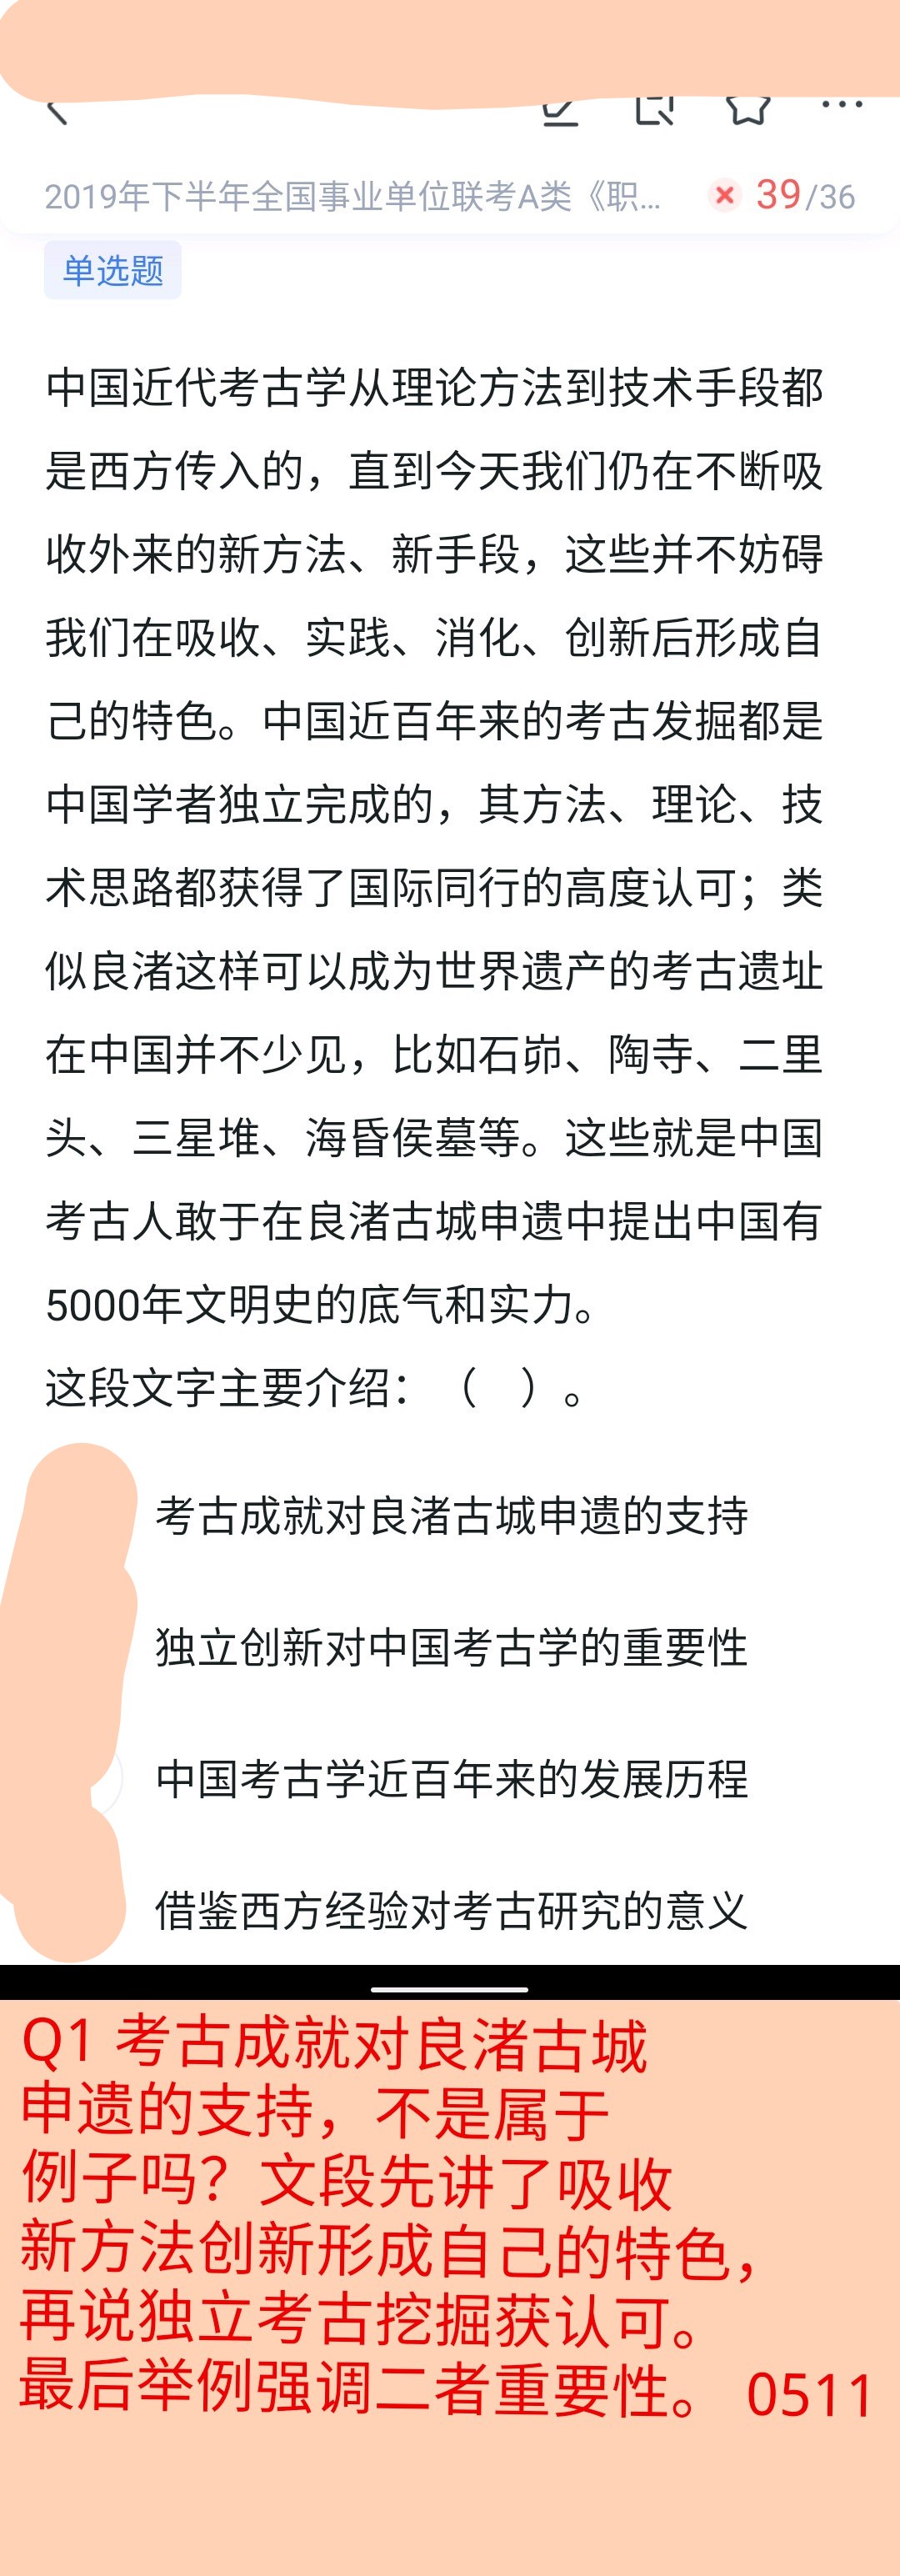 2019年下半年全国事业单位联考A类《职...
39/36
单选题
中国近代考古学从理论方法到技术手段都
是西方传入的，直到今天我们仍在不断吸
收外来的新方法、新手段，这些并不妨碍
我们在吸收、实践、消化、创新后形成自
己的特色。中国近百年来的考古发掘都是
中国学者独立完成的，其方法、理论、技
术思路都获得了国际同行的高度认可；类
似良渚这样可以成为世界遗产的考古遗址
在中国并不少见，比如石峁、陶寺、二里
头、三星堆、海昏侯墓等。这些就是中国
考古人敢于在良渚古城申遗中提出中国有
5000年文明史的底气和实力。
这段文字主要介绍：（ ）。
考古成就对良渚古城申遗的支持
独立创新对中国考古学的重要性
中国考古学近百年来的发展历程
借鉴西方经验对考古研究的意义
Q1 考古成就对良渚古城
申遗的支持，不是属于
例子吗？文段先讲了吸收
新方法创新形成自己的特色，
再说独立考古挖掘获认可。
最后举例强调二者重要性。 0511